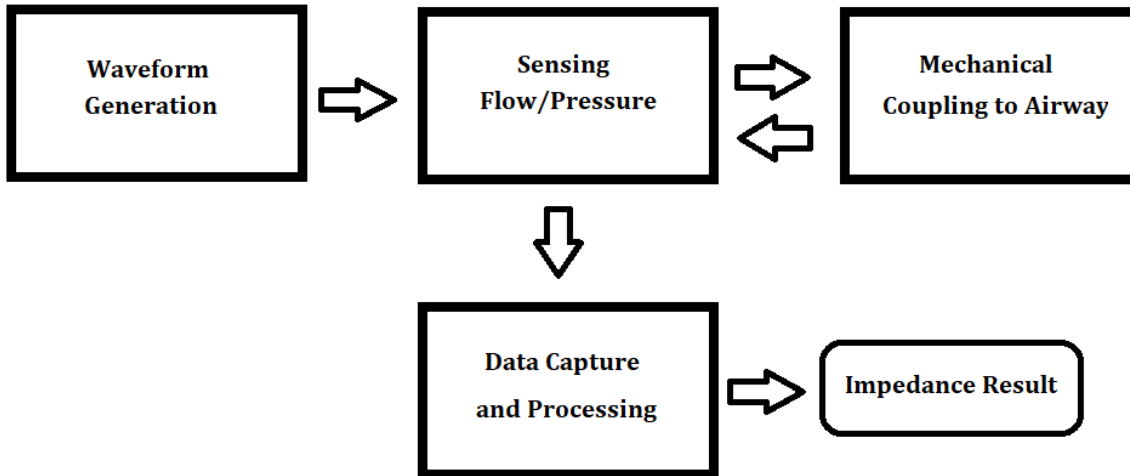 Waveform
Generation
Sensing
Flow/Pressure
Mechanical
Coupling to Airway
Data Capture
and Processing
Impedance Result